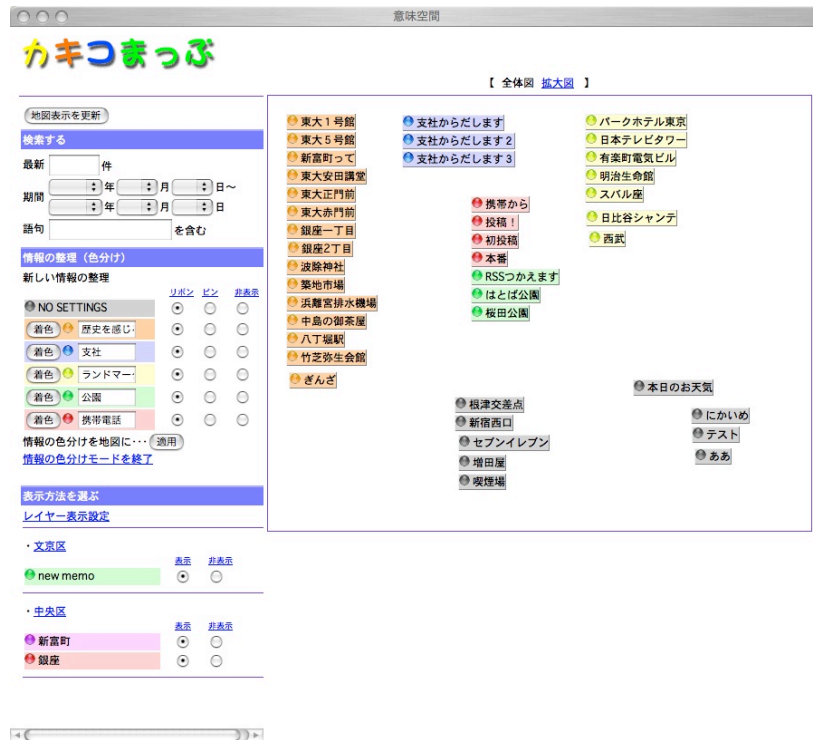 意味空間
カキコまっぷ
【 全体図 拡大図 】
地図表示を更新
検索する
最新 件
期間 年 月 日～
年 月 日
語句 を含む
情報の整理（色分け）
新しい情報の整理
リボン ピン 非表示
NO SETTINGS
着色 歴史を感じ
着色 支社
着色 ランドマー
着色 公園
着色 携帯電話
情報の色分けを地図に・・・ 適用
情報の色分けモードを終了
表示方法を選ぶ
レイヤー表示設定
・文京区
表示 非表示
new memo
・中央区
表示 非表示
新富町
銀座
東大１号館
東大５号館
新富町って
東大安田講堂
東大正門前
東大赤門前
銀座一丁目
銀座2丁目
波除神社
築地市場
浜離宮排水機場
中島の御茶屋
八丁堀駅
竹芝弥生会館
ぎんざ
支社からだします
支社からだします２
支社からだします３
携帯から
投稿！
初投稿
本番
RSSつかえます
はとば公園
桜田公園
パークホテル東京
日本テレビタワー
有楽町電気ビル
明治生命館
スバル座
日比谷シャンテ
西武
根津交差点
新宿西口
セブンイレブン
増田屋
喫煙場
本日のお天気
にかいめ
テスト
ああ